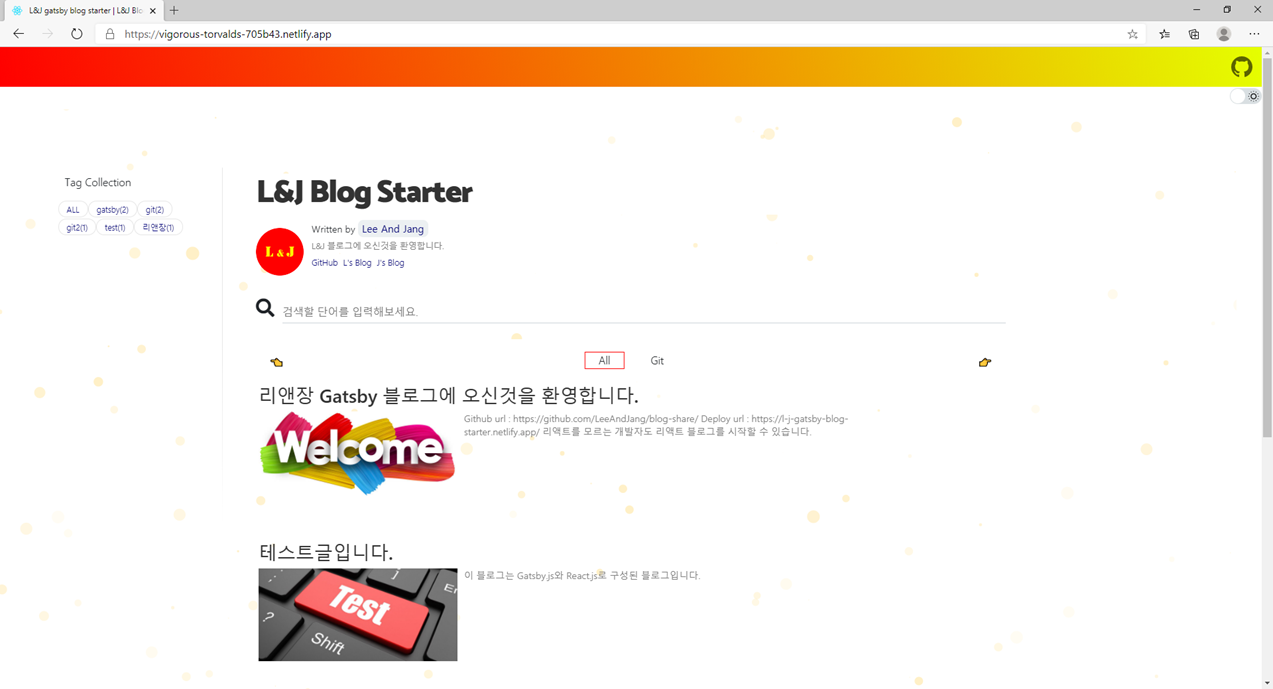 L&J gatsby blog starter | L&J Blo
https://vigorous-torvalds-705b43.netlify.app
Tag Collection
ALL gatsby(2) git(2)
git2(1) test(1) 리앤장(1)
L&J Blog Starter
L & J
Written by Lee And Jang
L&J 블로그에 오신것을 환영합니다.
GitHub L's Blog J's Blog
검색할 단어를 입력해보세요.
All Git
리앤장 Gatsby 블로그에 오신것을 환영합니다.
Welcome
Github url : https://github.com/LeeAndJang/blog-share/ Deploy url : https://l-j-gatsby-blog-
starter.netlify.app/ 리액트를 모르는 개발자도 리액트 블로그를 시작할 수 있습니다.
테스트글입니다.
Test
? Shift
이 블로그는 Gatsby.js와 React.js로 구성된 블로그입니다.